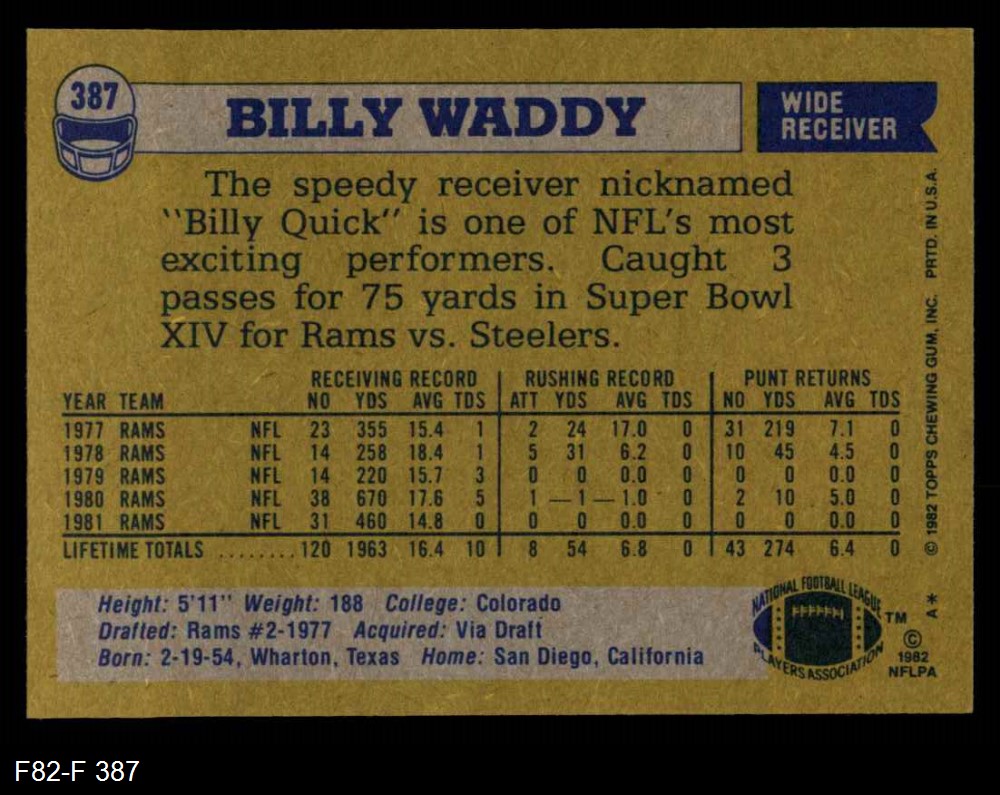 387
BILLY WADDY
WIDE
RECEIVER
The speedy receiver nicknamed
"Billy Quick" is one of NFL's most
exciting performers. Caught 3
passes for 75 yards in Super Bowl
XIV for Rams vs. Steelers.
RECEIVING RECORD RUSHING RECORD PUNT RETURNS
YEAR TEAM NO YDS AVG TDS ATT YDS AVG TDS NO YDS AVG TDS
1977 RAMS NFL 23 355 15.4 1 2 24 17.0 0 31 219 7.1 0
1978 RAMS NFL 14 258 18.4 1 5 31 6.2 0 10 45 4.5 0
1979 RAMS NFL 14 220 15.7 3 0 0 0.0 0 0 0 0.0 0
1980 RAMS NFL 38 670 17.6 5 1 —1 —1.0 0 2 10 5.0 0
1981 RAMS NFL 31 460 14.8 0 0 0 0.0 0 0 0 0.0 0
LIFETIME TOTALS ........ 120 1963 16.4 10 8 54 6.8 0 43 274 6.4 0
Height: 5'11" Weight: 188 College: Colorado
Drafted: Rams #2-1977 Acquired: Via Draft
Born: 2-19-54, Wharton, Texas Home: San Diego, California
NATIONAL FOOTBALL LEAGUE
PLAYERS ASSOCIATION
TM
©
1982
NFLPA
A*
© 1982 TOPPS CHEWING GUM, INC. PRTD. IN U.S.A.
F82-F 387